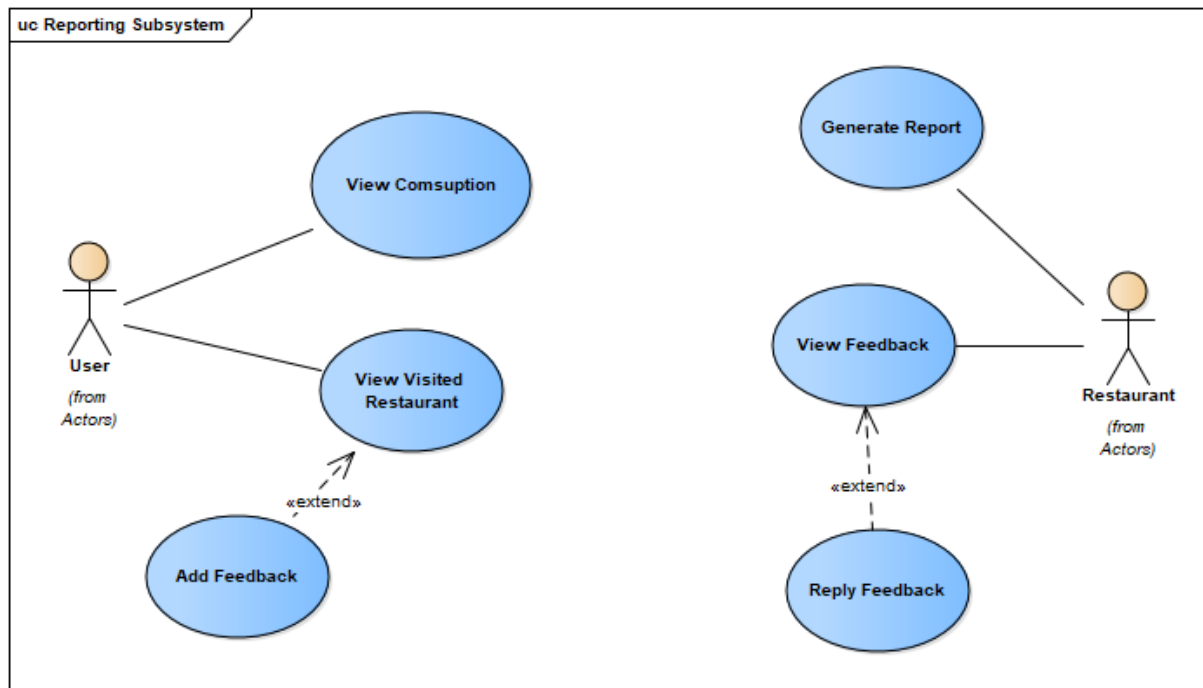 uc Reporting Subsystem
Generate Report
View Comsuption
User
(from
Actors)
View Visited
Restaurant
View Feedback
Restaurant
(from
Actors)
«extend»
«extend»
Add Feedback
Reply Feedback